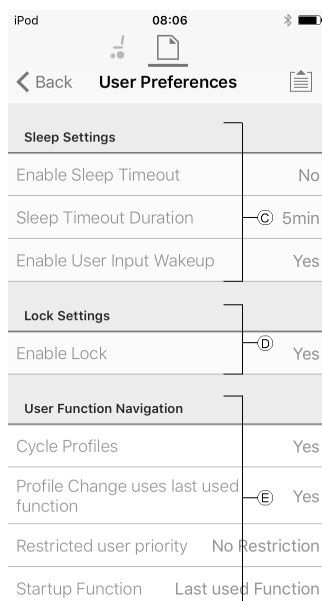 iPod 08:06
Back User Preferences
Sleep Settings
Enable Sleep Timeout No
Sleep Timeout Duration Ⓒ 5min
Enable User Input Wakeup Yes
Lock Settings
Ⓓ
Enable Lock Yes
User Function Navigation
Cycle Profiles Yes
Profile Change uses last used
function Ⓔ Yes
Restricted user priority No Restriction
Startup Function Last used Function